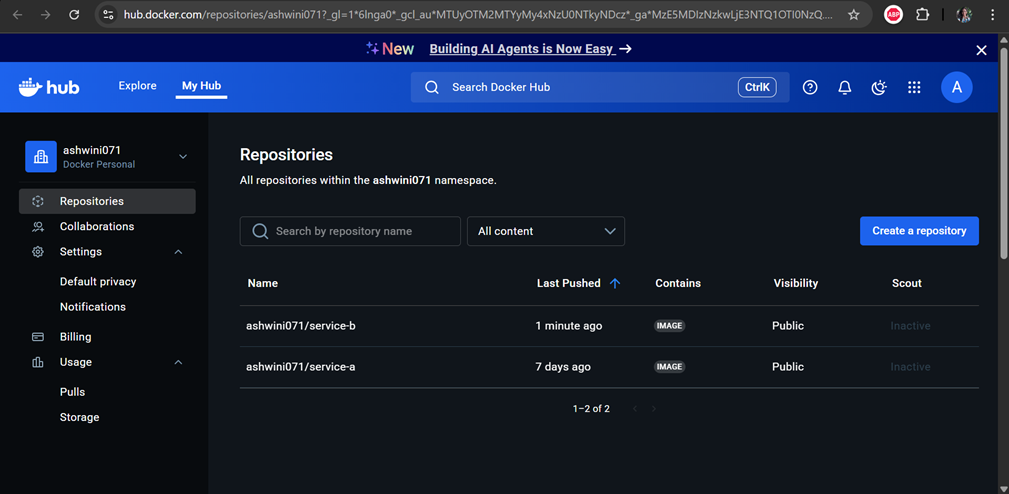 hub.docker.com/repositories/ashwini071?_gl=1*6lnga0*_gcl_au*MTUyOTM2MTYyMy4xNzU0NTkyNDcz*_ga*MzE5MDIzNzkwLjE3NTQ1OTI0NzQ....
ABP
New Building AI Agents is Now Easy →
hub Explore My Hub Search Docker Hub CtrlK A
ashwini071
Docker Personal
Repositories
Collaborations
Settings
Default privacy
Notifications
Billing
Usage
Pulls
Storage
Repositories
All repositories within the ashwini071 namespace.
Search by repository name All content Create a repository
Name Last Pushed Contains Visibility Scout
ashwini071/service-b 1 minute ago IMAGE Public Inactive
ashwini071/service-a 7 days ago IMAGE Public Inactive
1–2 of 2